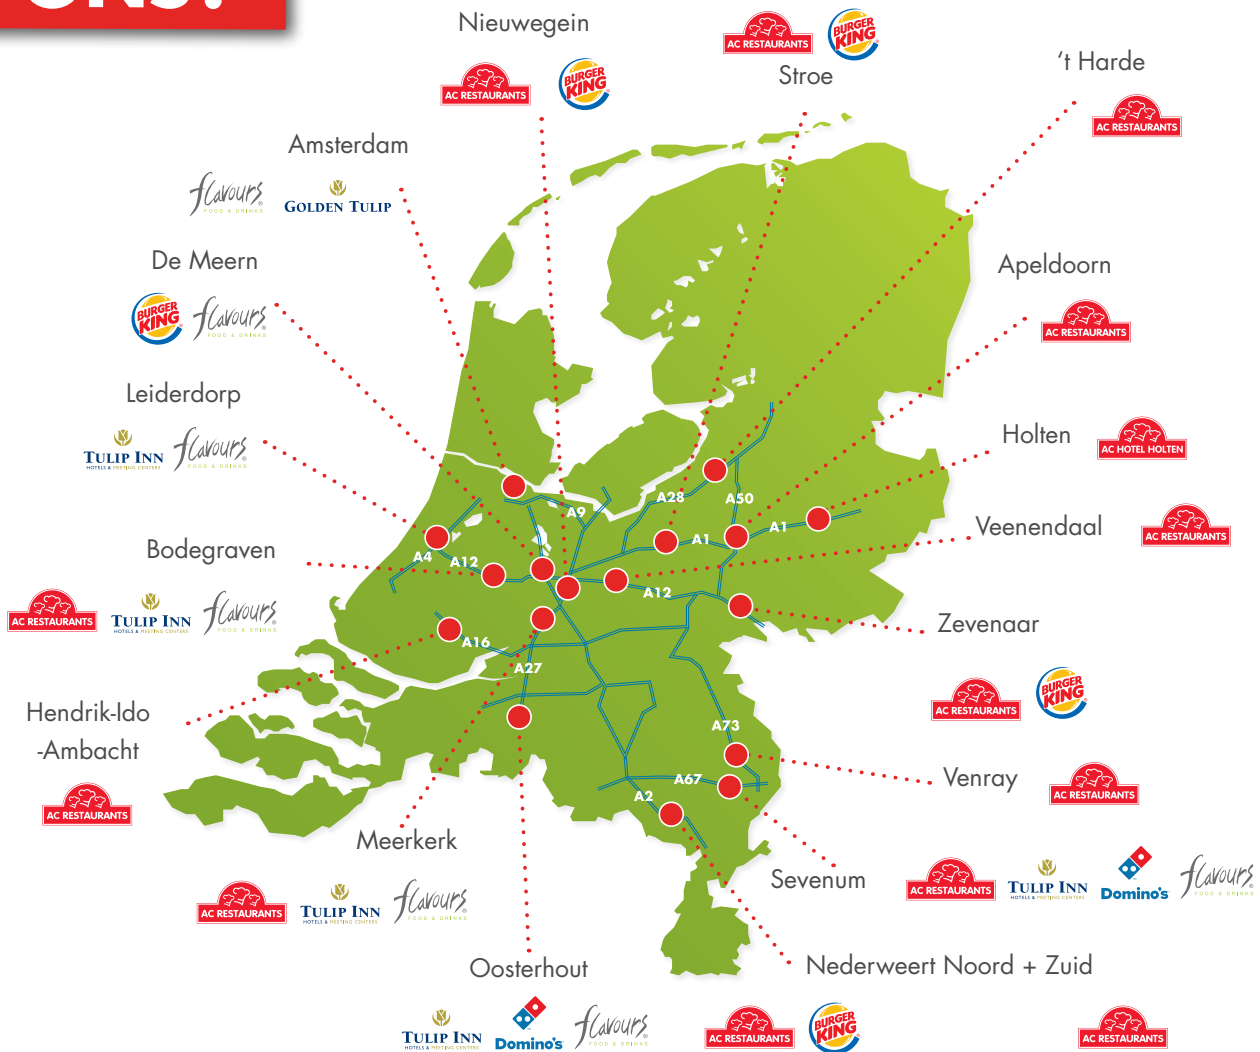 ONS?
Nieuwegein
AC RESTAURANTS
BURGER KING
AC RESTAURANTS
BURGER KING
Stroe
't Harde
AC RESTAURANTS
Amsterdam
flavours
FOOD & DRINKS
GOLDEN TULIP
De Meern
BURGER KING
flavours
FOOD & DRINKS
Apeldoorn
AC RESTAURANTS
Leiderdorp
TULIP INN
HOTELS & MEETING CENTERS
flavours
FOOD & DRINKS
Holten
AC HOTEL HOLTEN
Veenendaal
AC RESTAURANTS
Bodegraven
AC RESTAURANTS
TULIP INN
HOTELS & MEETING CENTERS
flavours
FOOD & DRINKS
A28
A50
A9
A1
A1
A4
A12
A12
A16
A27
A73
A67
A2
Zevenaar
AC RESTAURANTS
BURGER KING
Hendrik-Ido
-Ambacht
AC RESTAURANTS
Venray
AC RESTAURANTS
Meerkerk
AC RESTAURANTS
TULIP INN
HOTELS & MEETING CENTERS
flavours
FOOD & DRINKS
Sevenum
AC RESTAURANTS
TULIP INN
HOTELS & MEETING CENTERS
Domino's
flavours
FOOD & DRINKS
Oosterhout
TULIP INN
HOTELS & MEETING CENTERS
Domino's
flavours
FOOD & DRINKS
Nederweert Noord + Zuid
AC RESTAURANTS
BURGER KING
AC RESTAURANTS